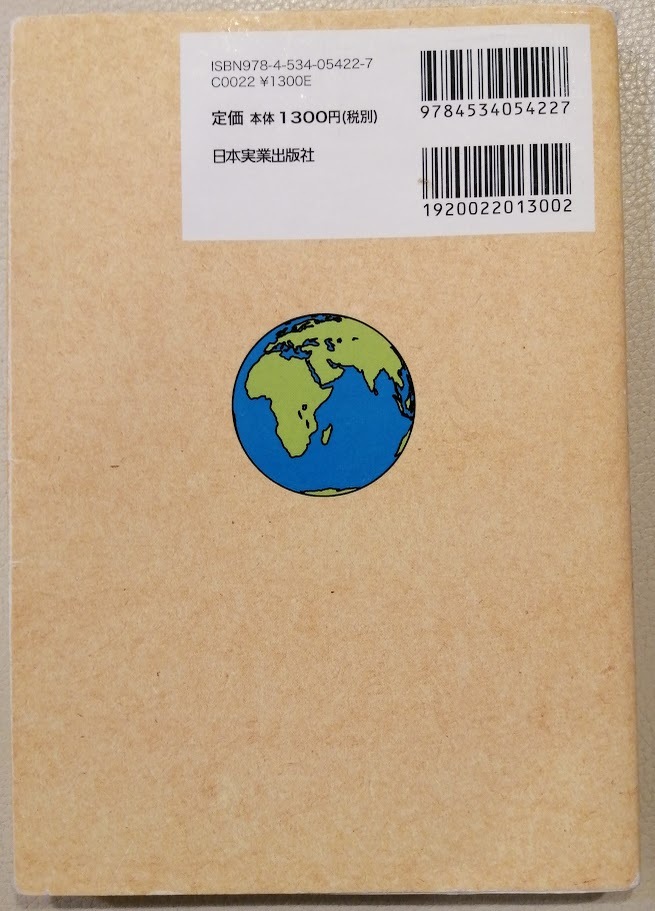 ISBN978-4-534-05422-7
C0022 ¥1300E
定価 本体1300円(税別)
日本実業出版社
9784534054227
1920022013002